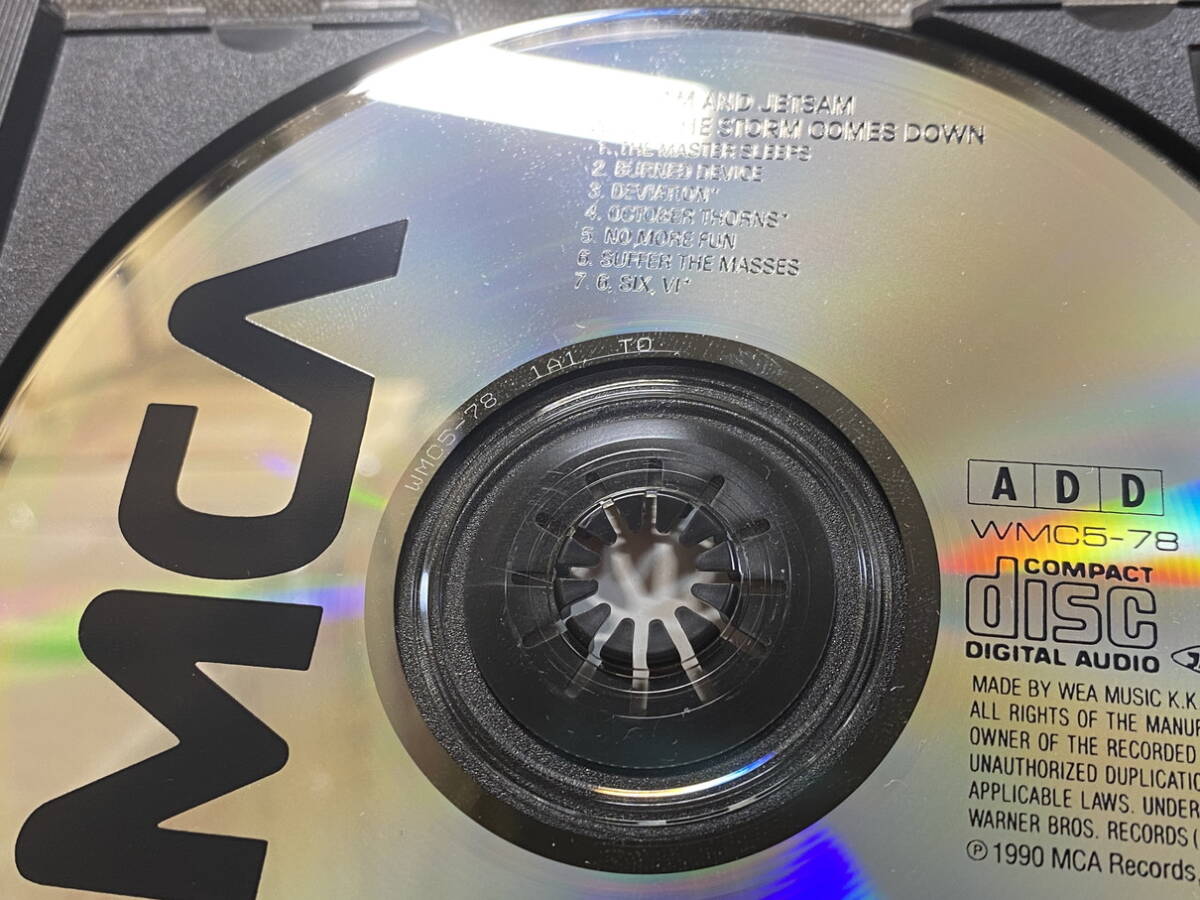 AND JETSAM
STORM COMES DOWN
1. THE MASTER SLEEPS
2. BURNED DEVICE
3. DEVIATION*
4. OCTOBER THORNS*
5. NO MORE FUN
6. SUFFER THE MASSES
7. 6, SIX, VI*
MCA
WMC5-78 1A1, TO
A D D
WMC5-78
COMPACT
disc
DIGITAL AUDIO
MADE BY WEA MUSIC K.K
ALL RIGHTS OF THE MANUF
OWNER OF THE RECORDED
UNAUTHORIZED DUPLICATIO
APPLICABLE LAWS. UNDER
WARNER BROS. RECORDS (
℗ 1990 MCA Records,